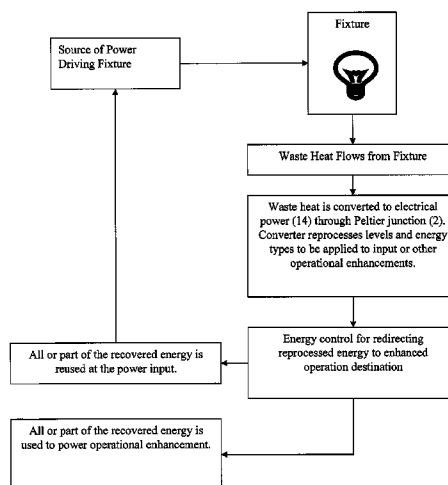 Source of Power
Driving Fixture
Fixture
Waste Heat Flows from Fixture
Waste heat is converted to electrical
power (14) through Peltier junction (2).
Converter reprocesses levels and energy
types to be applied to input or other
operational enhancements.
Energy control for redirecting
reprocessed energy to enhanced
operation destination
All or part of the recovered energy is
reused at the power input.
All or part of the recovered energy is
used to power operational enhancement.